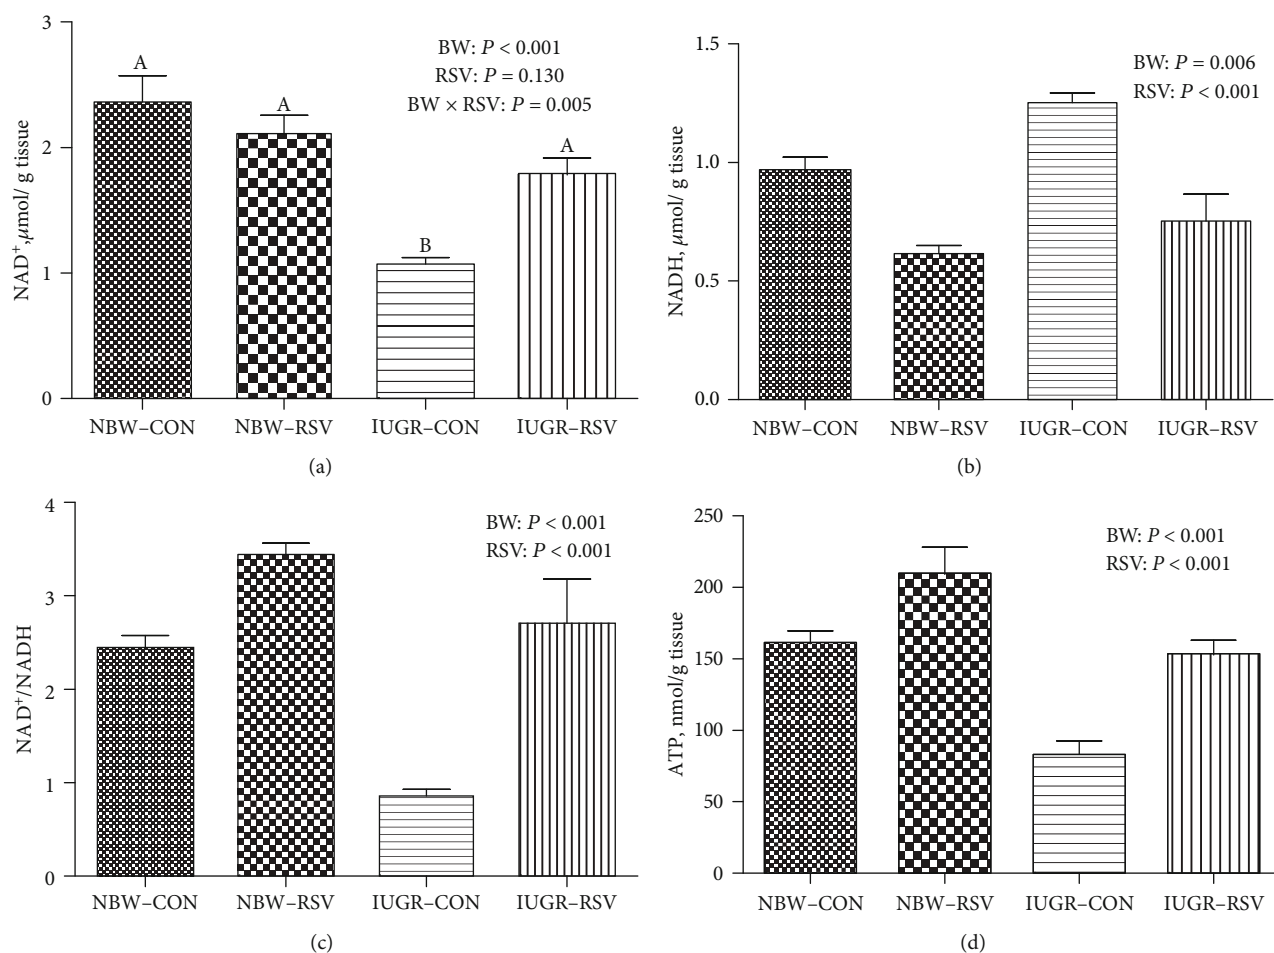 3
2
1
0
NAD⁺,μmol/ g tissue
A
A
B
A
BW: P < 0.001
RSV: P = 0.130
BW × RSV: P = 0.005
NBW–CON NBW–RSV IUGR–CON IUGR–RSV
(a)
1.5
1.0
0.5
0.0
NADH, μmol/ g tissue
BW: P = 0.006
RSV: P < 0.001
NBW–CON NBW–RSV IUGR–CON IUGR–RSV
(b)
4
3
2
1
0
NAD⁺/NADH
BW: P < 0.001
RSV: P < 0.001
NBW–CON NBW–RSV IUGR–CON IUGR–RSV
(c)
250
200
150
100
50
0
ATP, nmol/g tissue
BW: P < 0.001
RSV: P < 0.001
NBW–CON NBW–RSV IUGR–CON IUGR–RSV
(d)